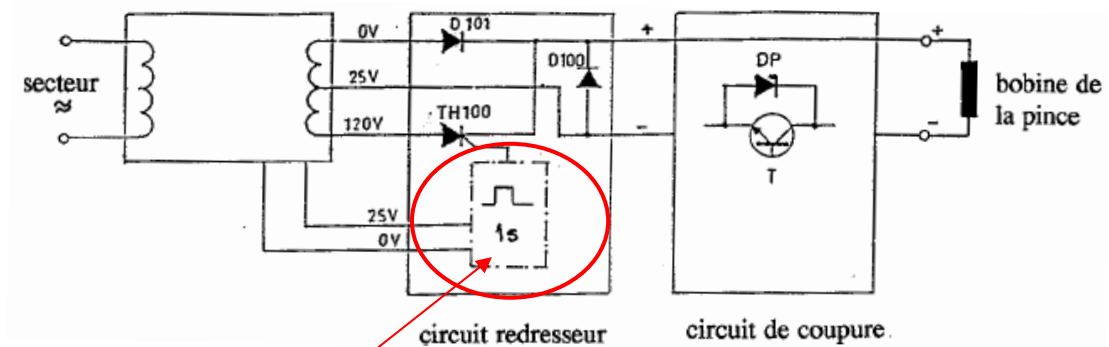 secteur
≈
0V
25V
120V
D101
D100
TH100
1s
25V
0V
+
-
DP
T
+
-
bobine de
la pince
circuit redresseur
circuit de coupure.